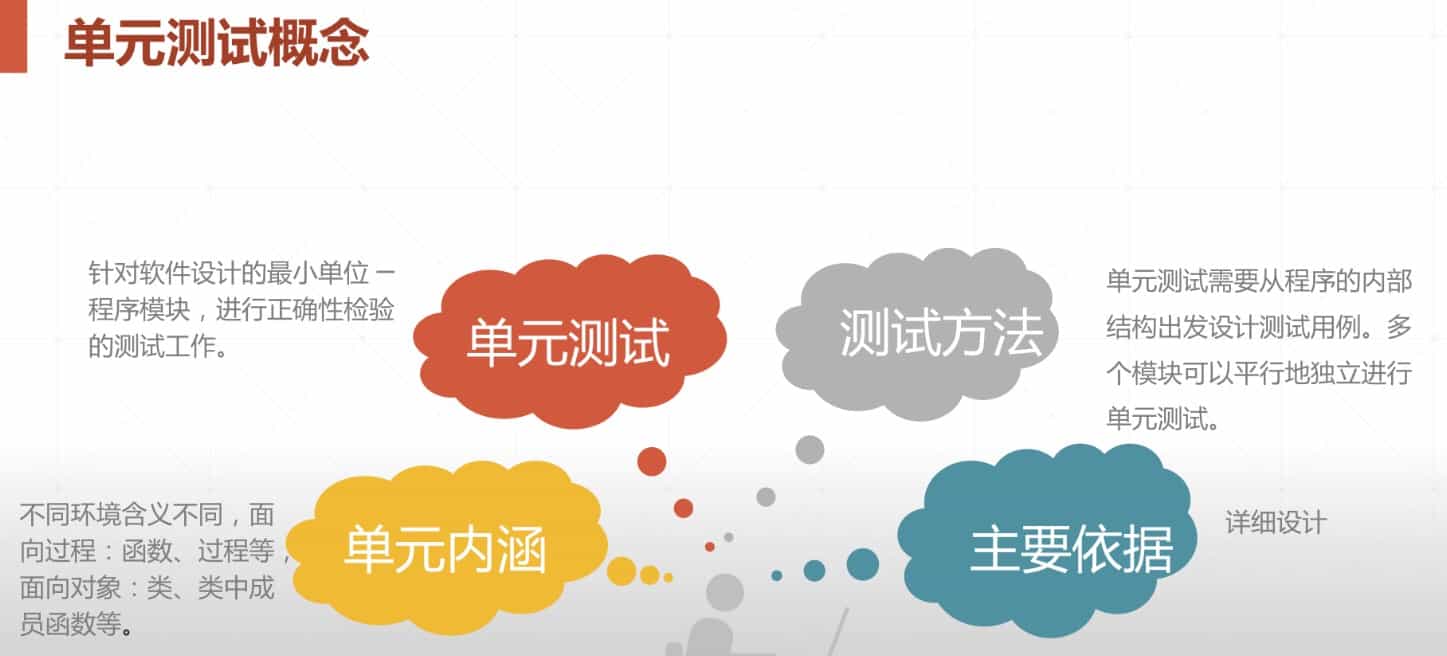 单元测试概念
针对软件设计的最小单位 —
程序模块，进行正确性检验
的测试工作。
单元测试
测试方法
单元测试需要从程序的内部
结构出发设计测试用例。多
个模块可以平行地独立进行
单元测试。
不同环境含义不同，面
向过程：函数、过程等，
面向对象：类、类中成
员函数等。
单元内涵
主要依据
详细设计